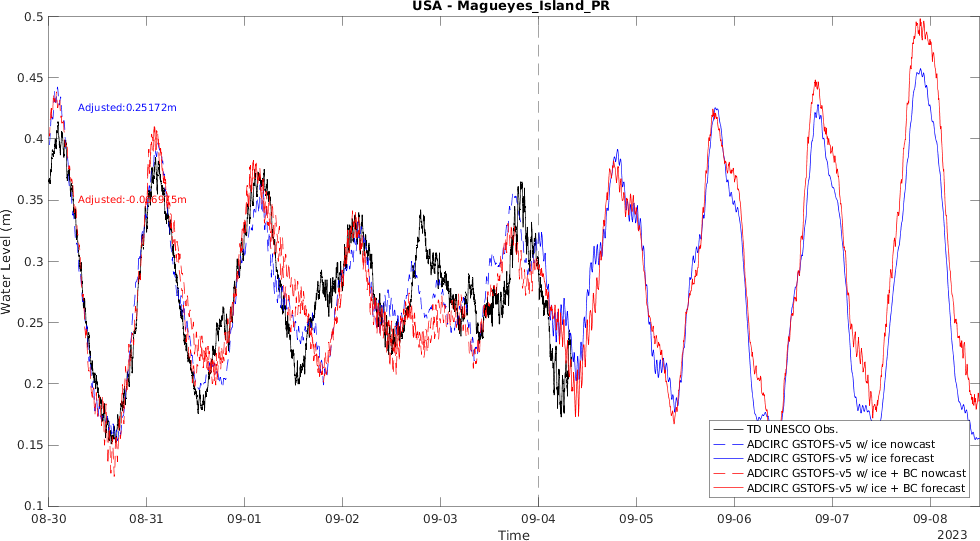 USA - Magueyes_Island_PR
0.5
0.45
0.4
0.35
0.3
0.25
0.2
0.15
0.1
Water Level (m)
Adjusted:0.25172m
TD UNESCO Obs.
ADCIRC GSTOFS-v5 w/ ice nowcast
ADCIRC GSTOFS-v5 w/ ice forecast
ADCIRC GSTOFS-v5 w/ ice + BC nowcast
ADCIRC GSTOFS-v5 w/ ice + BC forecast
08-30 08-31 09-01 09-02 09-03 09-04 09-05 09-06 09-07 09-08
Time
2023